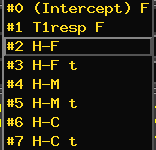 #0 (Intercept) F
#1 T1resp F
#2 H-F
#3 H-F t
#4 H-M
#5 H-M t
#6 H-C
#7 H-C t